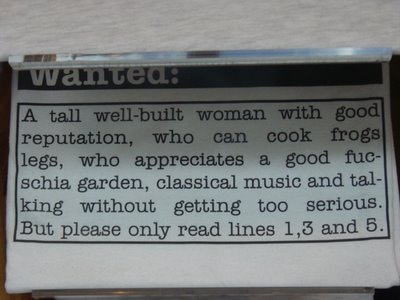 Wanted:
A tall well-built woman with good
reputation, who can cook frogs
legs, who appreciates a good fuc-
schia garden, classical music and tal-
king without getting too serious.
But please only read lines 1,3 and 5.